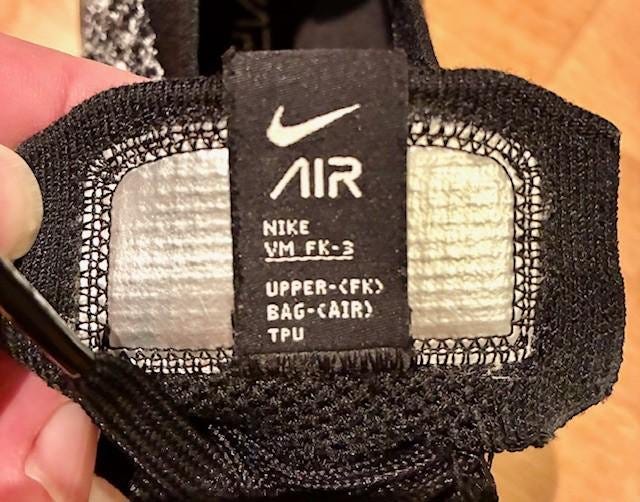 AIR
NIKE
VM FK-3
UPPER-(FK)
BAG-(AIR)
TPU